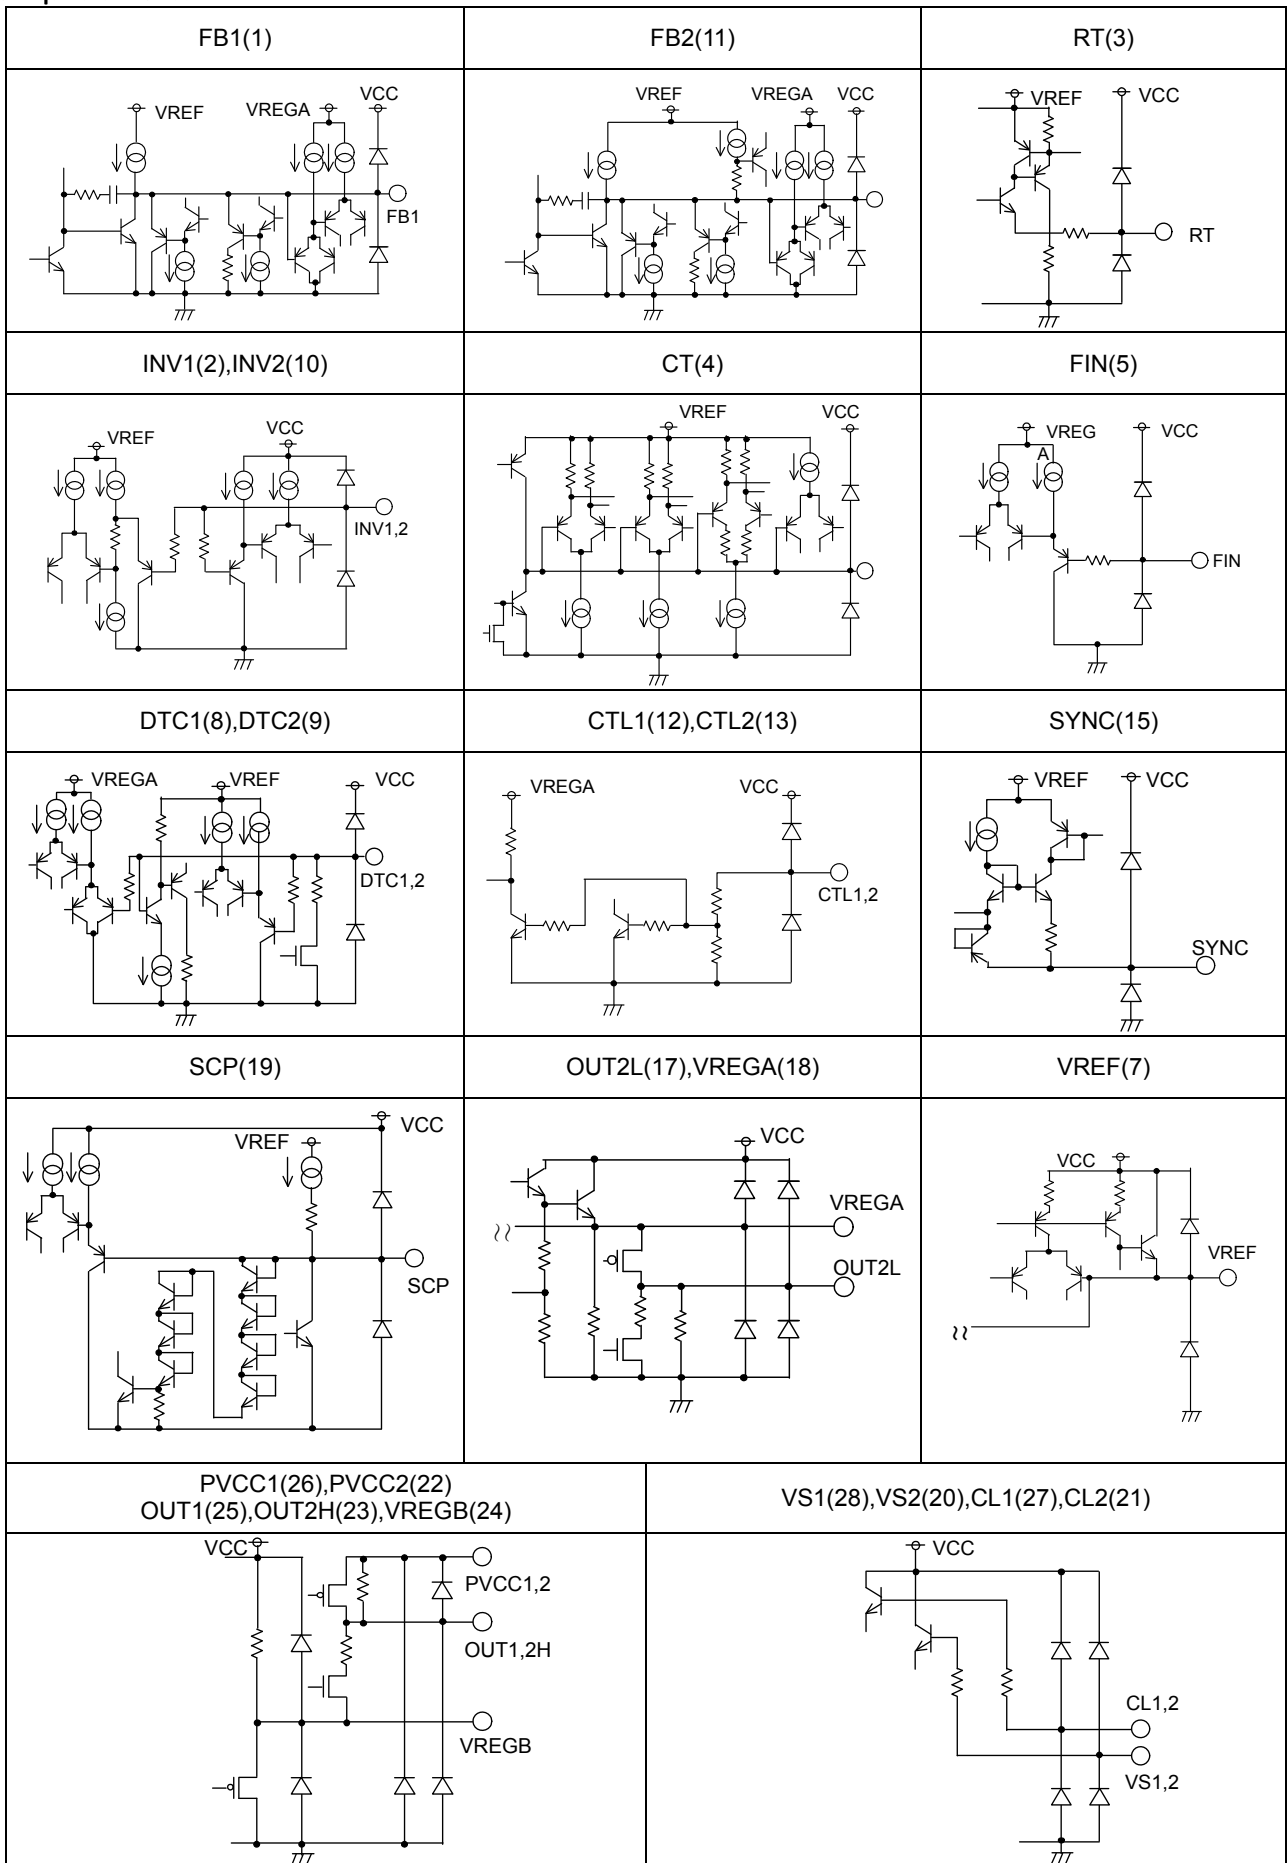 FB1(1)
FB2(11)
RT(3)
VREF
VREGA
VCC
FB1
VREF
VREGA
VCC
VREF
VCC
RT
INV1(2),INV2(10)
CT(4)
FIN(5)
VREF
VCC
INV1,2
VREF
VCC
VREG
A
VCC
FIN
DTC1(8),DTC2(9)
CTL1(12),CTL2(13)
SYNC(15)
VREGA
VREF
VCC
DTC1,2
VREGA
VCC
CTL1,2
VREF
VCC
SYNC
SCP(19)
OUT2L(17),VREGA(18)
VREF(7)
VREF
VCC
SCP
VCC
VREGA
OUT2L
VCC
VREF
PVCC1(26),PVCC2(22)
OUT1(25),OUT2H(23),VREGB(24)
VS1(28),VS2(20),CL1(27),CL2(21)
VCC
PVCC1,2
OUT1,2H
VREGB
VCC
CL1,2
VS1,2